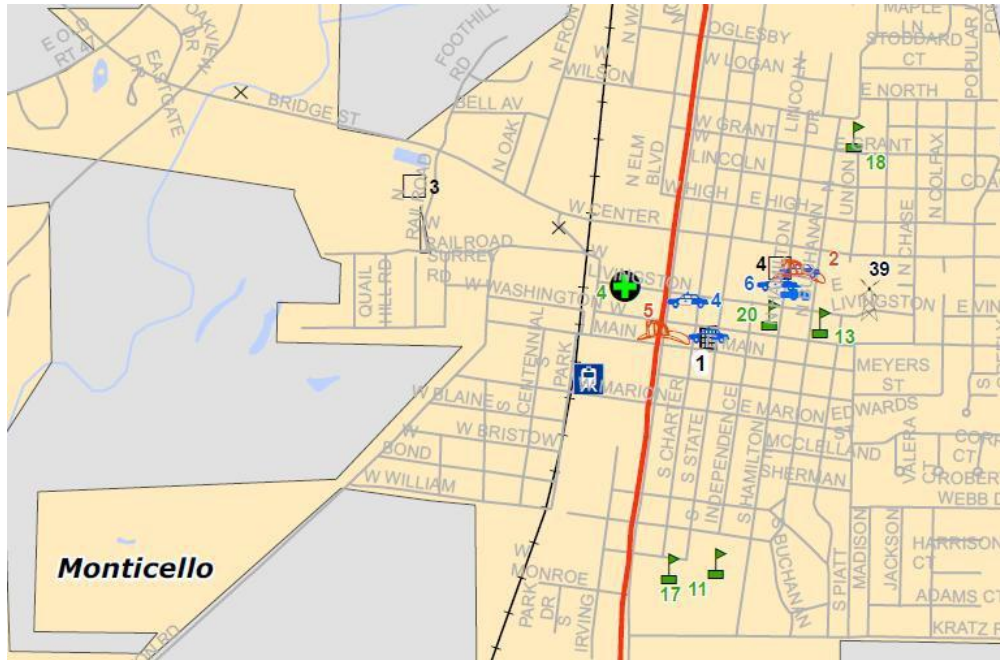 E OLD
RT 47
OAKVIEW
DR
EASTGATE
DR
BRIDGE ST
FOOTHILL
RD
BELL AV
N OAK
N FRONT
W
WILSON
OGLESBY
W LOGAN
LINCOLN
DR
MAPLE
LN
STODDARD
CT
POPULAR
E NORTH
W GRANT
E GRANT
18
W
LINCOLN
N ELM
BLVD
W HIGH
E HIGH
N
UNION
N COLFAX
N CHASE
3
N
RAILROAD
W CENTER
W
RAILROAD
SURREY
RD
QUAIL
HILL RD
W
LIVINGSTON
4
W WASHINGTON
4
4
2
6
39
E
LIVINGSTON
5
W
MAIN
E MAIN
1
20
13
MEYERS
ST
S
CENTENNIAL
S
PARK
W MARION
E MARION
EDWARDS
W BLAINE
W BRISTOW
W
BOND
W WILLIAM
S CHARTER
S STATE
INDEPENDENCE
S HAMILTON
MCCLELLAND
SHERMAN
VALERA
CT
CT
WEBB
S BUCHANAN
S PIATT
MADISON
JACKSON
HARRISON
CT
ADAMS CT
KRATZ
W
MONROE
PARK
DR
S
IRVING
17
11
Monticello